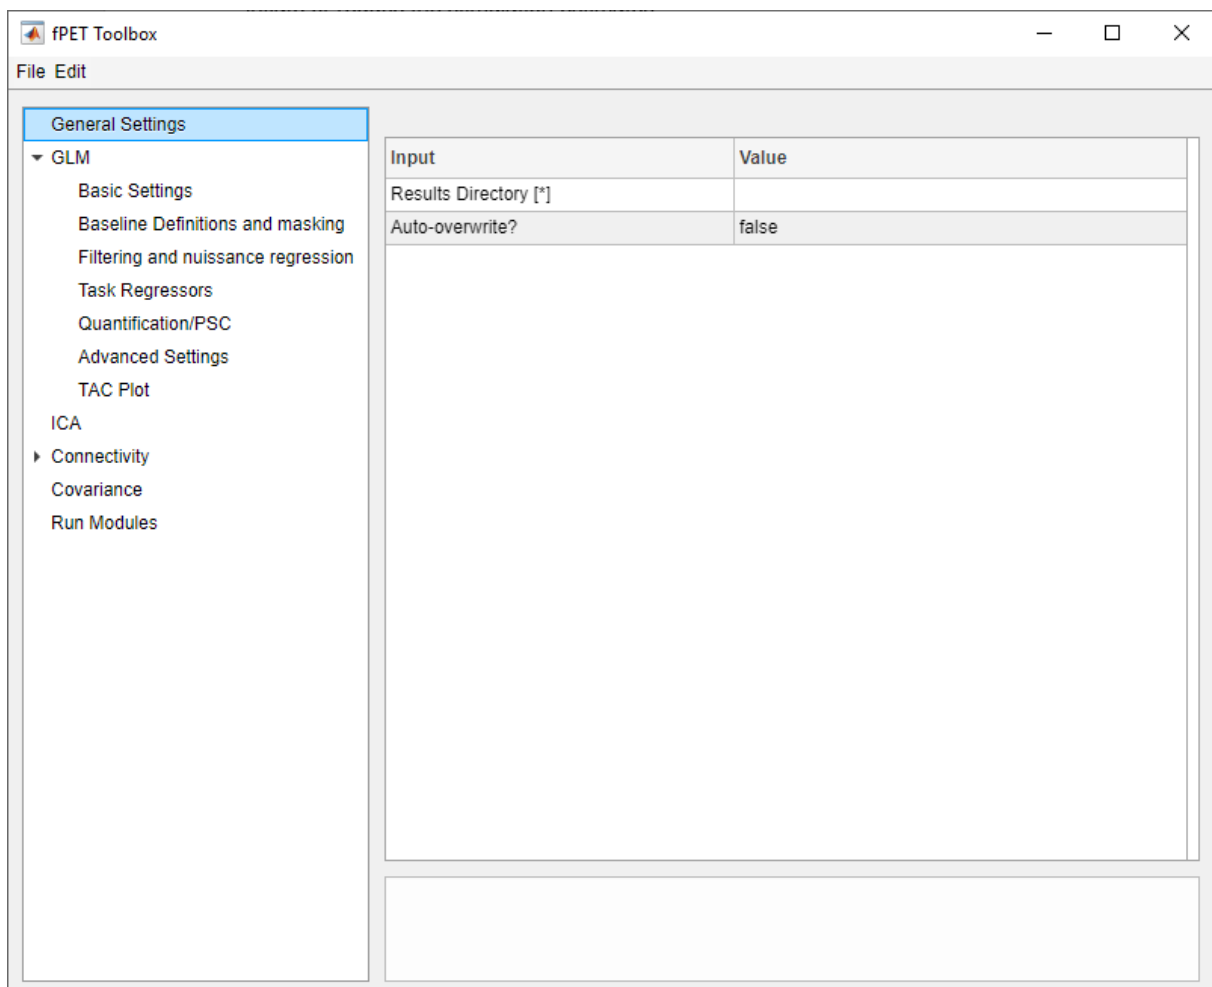 fPET Toolbox
File Edit
General Settings
GLM
Basic Settings
Baseline Definitions and masking
Filtering and nuissance regression
Task Regressors
Quantification/PSC
Advanced Settings
TAC Plot
ICA
Connectivity
Covariance
Run Modules
Input Value
Results Directory [*]
Auto-overwrite? false